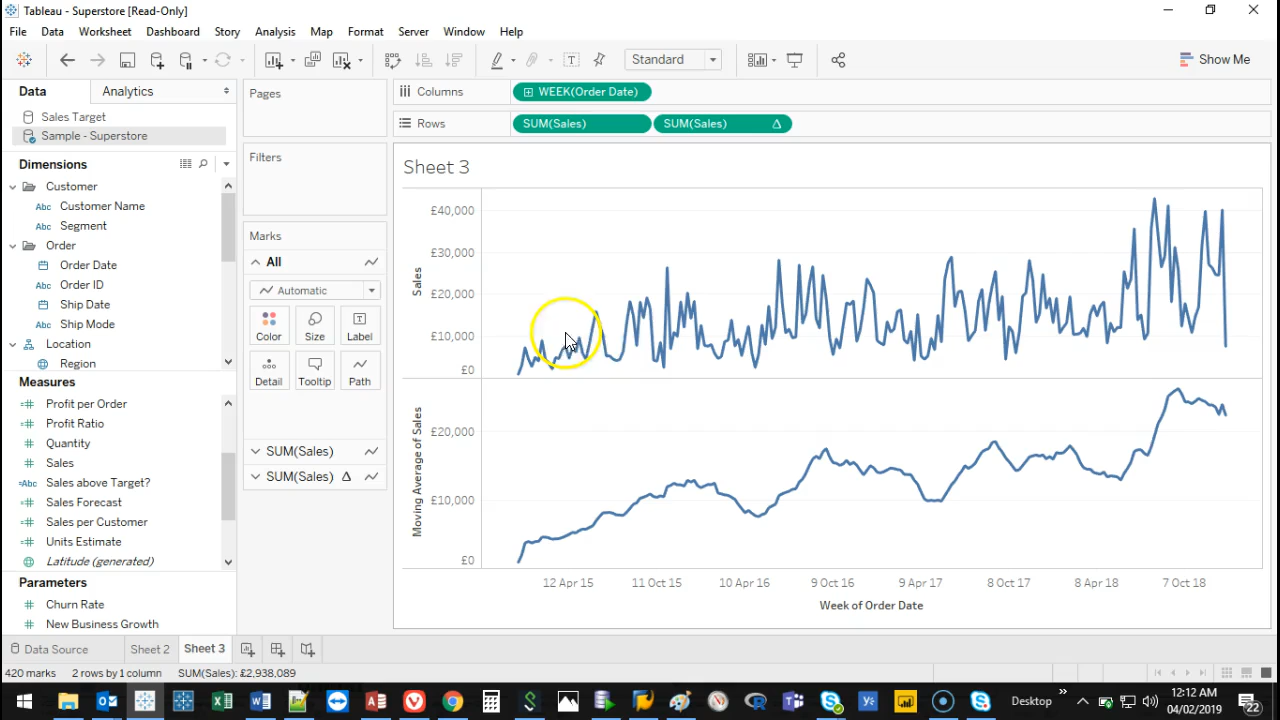 Tableau - Superstore [Read-Only]
File Data Worksheet Dashboard Story Analysis Map Format Server Window Help
Standard
Show Me
Data
Analytics
Sales Target
Sample - Superstore
Dimensions
Customer
Abc Customer Name
Abc Segment
Order
Order Date
Abc Order ID
Ship Date
Abc Ship Mode
Location
Region
Measures
Profit per Order
Profit Ratio
Quantity
Sales
Abc Sales above Target?
Sales Forecast
Sales per Customer
Units Estimate
Latitude (generated)
Parameters
Churn Rate
New Business Growth
Pages
Filters
Marks
All
Automatic
Color
Size
Label
Detail
Tooltip
Path
SUM(Sales)
SUM(Sales) Δ
Columns
WEEK(Order Date)
Rows
SUM(Sales)
SUM(Sales) Δ
Sheet 3
Sales
£40,000
£30,000
£20,000
£10,000
£0
Moving Average of Sales
£20,000
£10,000
£0
12 Apr 15
11 Oct 15
10 Apr 16
9 Oct 16
9 Apr 17
8 Oct 17
8 Apr 18
7 Oct 18
Week of Order Date
Data Source
Sheet 2
Sheet 3
420 marks
2 rows by 1 column
SUM(Sales): £2,938,089
Desktop
12:12 AM
04/02/2019
22